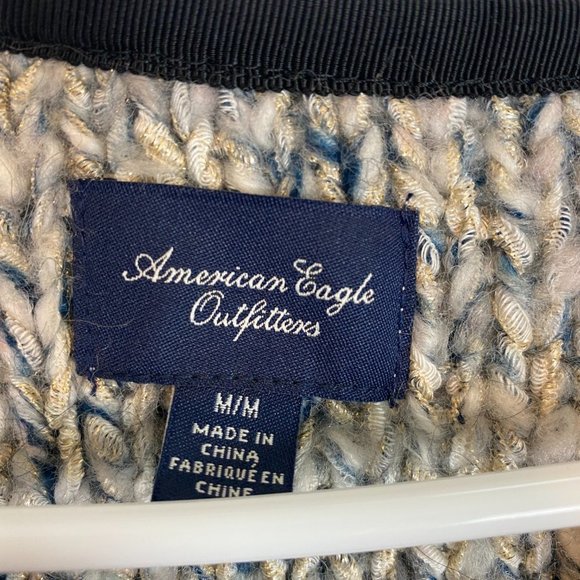 American Eagle
Outfitters
M/M
MADE IN
CHINA
FABRIQUÉ EN
CHINE